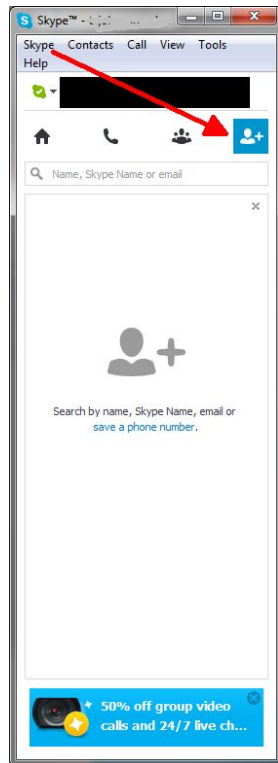 Skype™ -
Skype Contacts Call View Tools
Help
Name, Skype Name or email
Search by name, Skype Name, email or
save a phone number.
50% off group video
calls and 24/7 live ch...